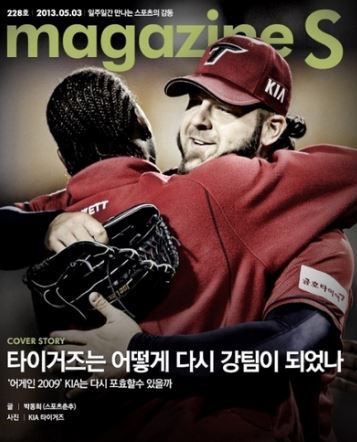 228호 | 2013.05.03 | 일주일간 만나는 스포츠의 감동
magazine S
T
KIA
ETT
금호타이어
COVER STORY
타이거즈는 어떻게 다시 강팀이 되었나
'어게인 2009' KIA는 다시 포효할수 있을까
글 | 박동희 (스포츠춘추)
사진 | KIA 타이거즈